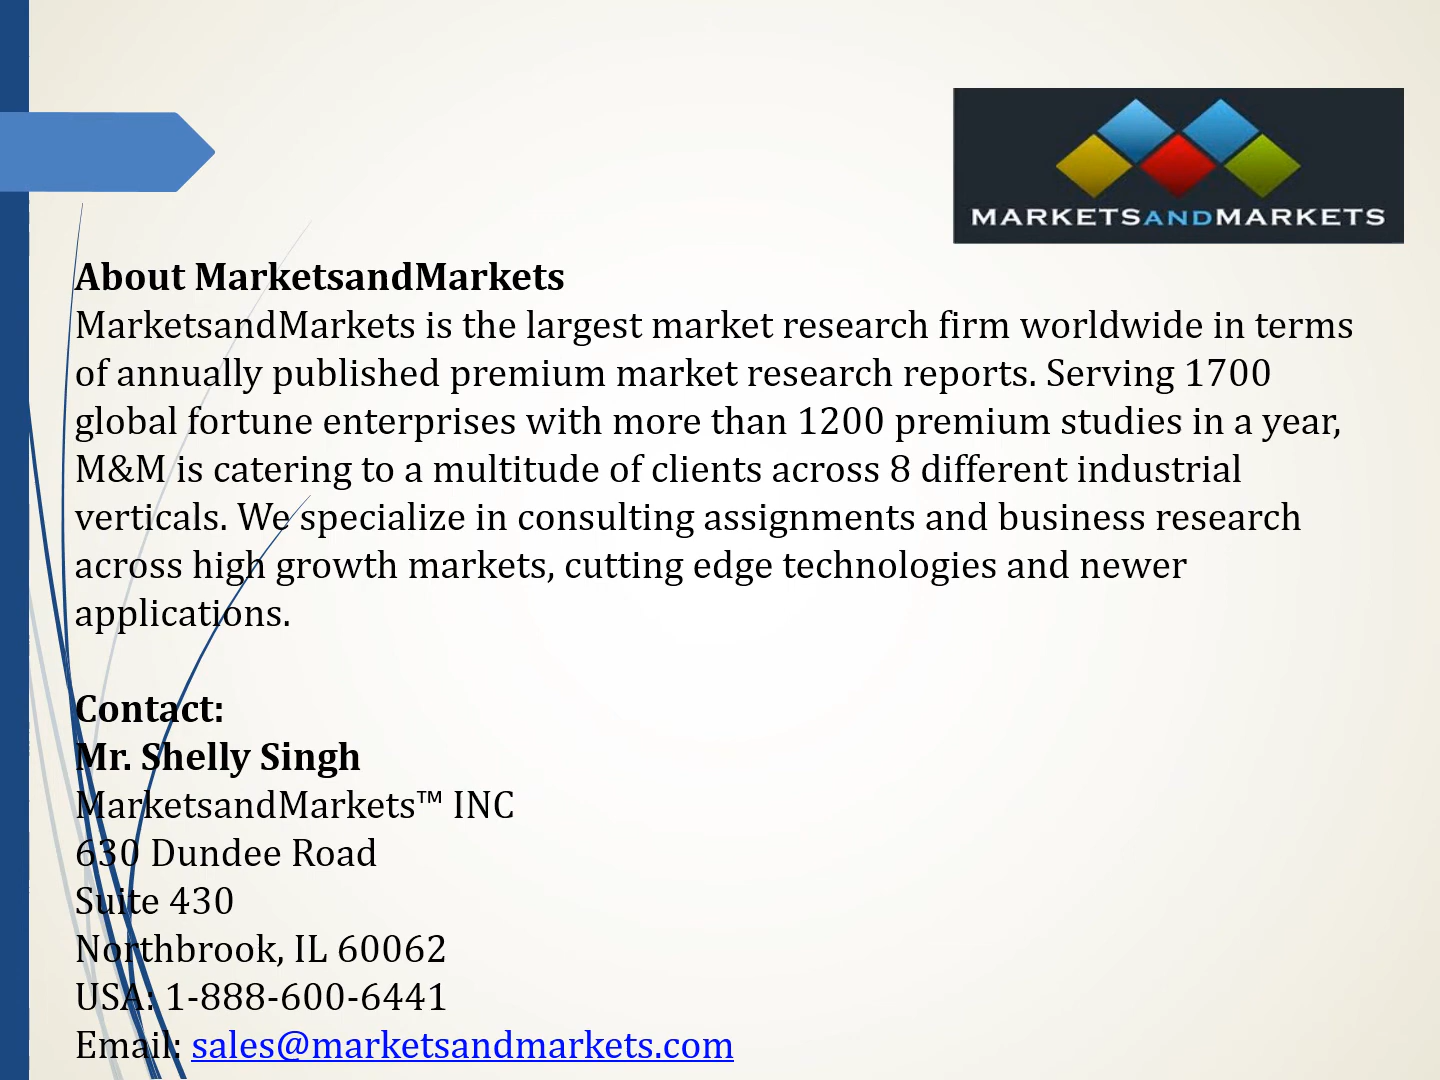 MARKETSANDMARKETS
About MarketsandMarkets
MarketsandMarkets is the largest market research firm worldwide in terms
of annually published premium market research reports. Serving 1700
global fortune enterprises with more than 1200 premium studies in a year,
M&M is catering to a multitude of clients across 8 different industrial
verticals. We specialize in consulting assignments and business research
across high growth markets, cutting edge technologies and newer
applications.
Contact:
Mr. Shelly Singh
MarketsandMarkets™ INC
630 Dundee Road
Suite 430
Northbrook, IL 60062
USA: 1-888-600-6441
Email: sales@marketsandmarkets.com